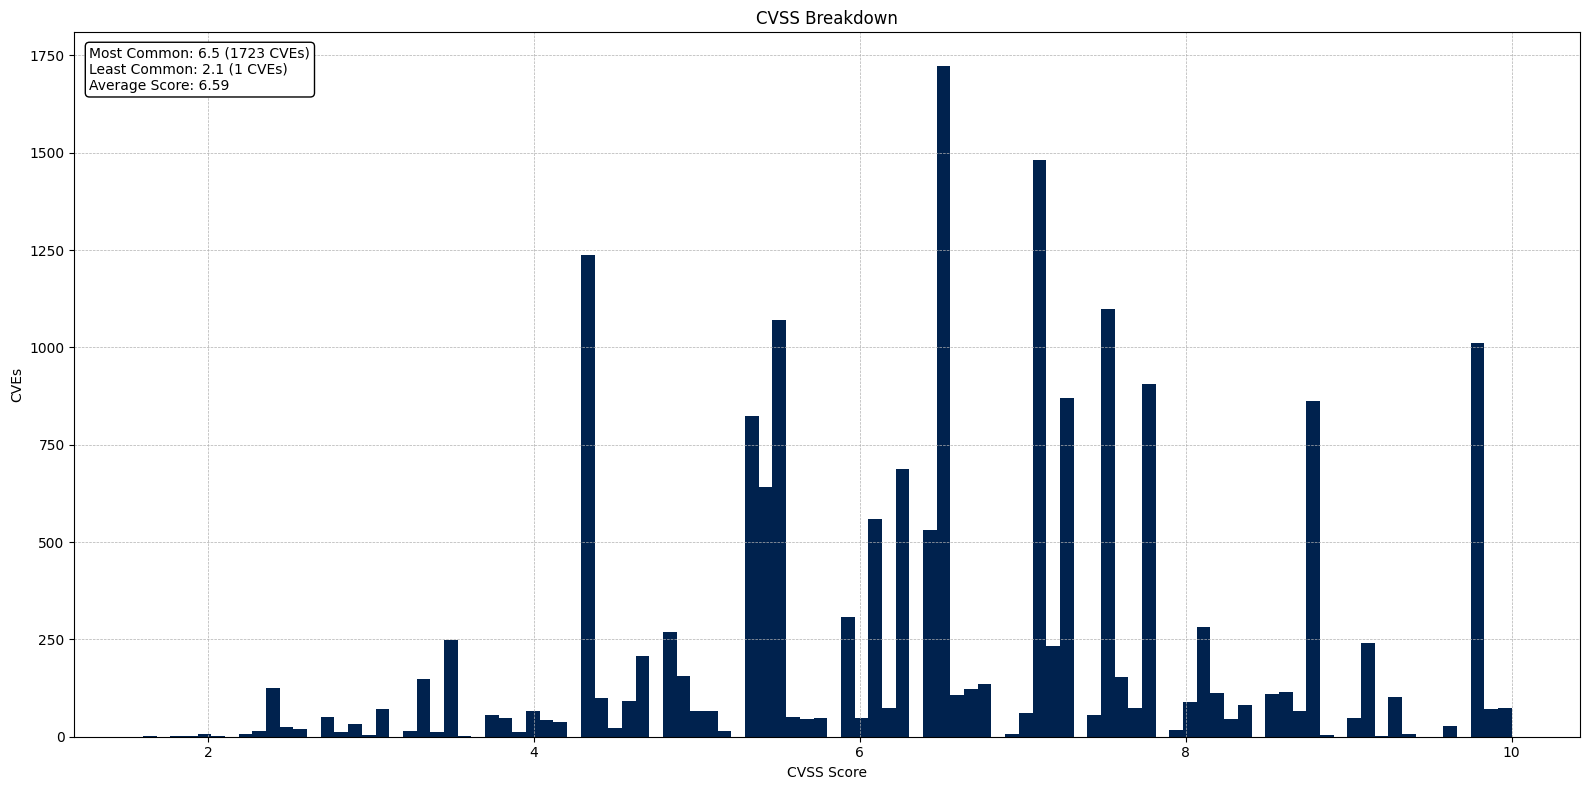 CVSS Breakdown
Most Common: 6.5 (1723 CVEs)
Least Common: 2.1 (1 CVEs)
Average Score: 6.59
1750
1500
1250
1000
750
500
250
0
CVEs
2 4 6 8 10
CVSS Score